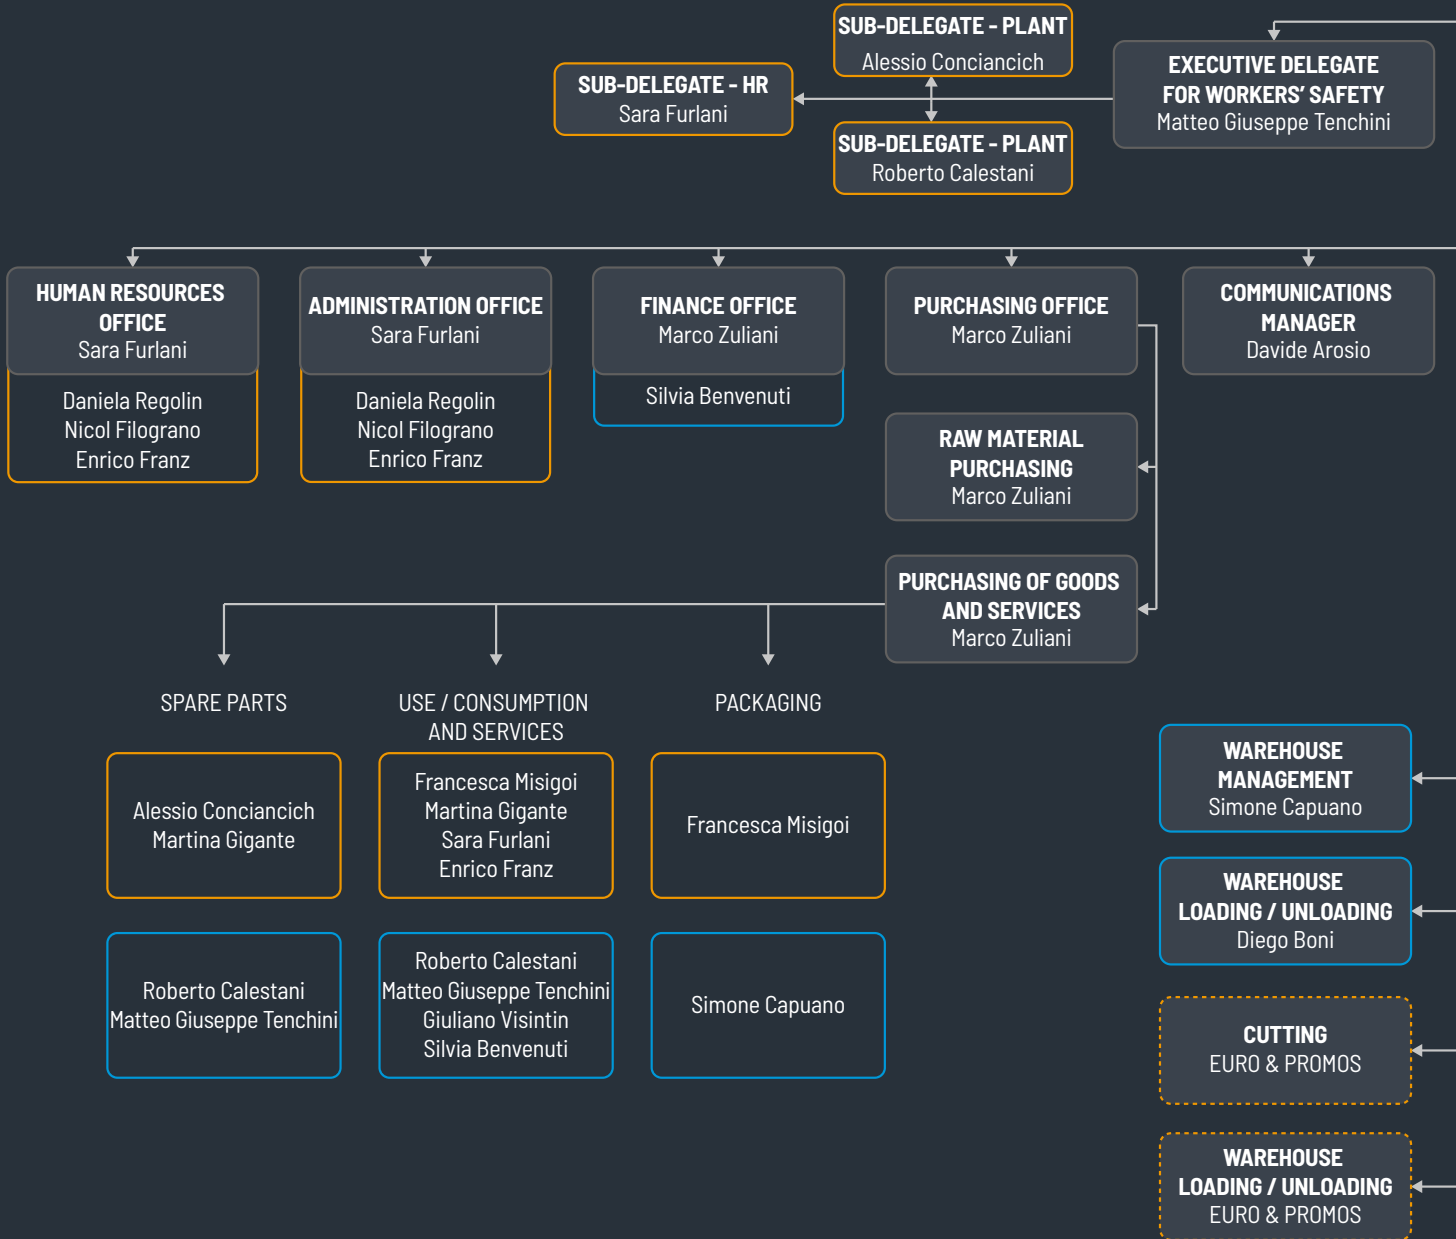 SUB-DELEGATE - PLANT
Alessio Conciancich
SUB-DELEGATE - HR
Sara Furlani
SUB-DELEGATE - PLANT
Roberto Calestani
EXECUTIVE DELEGATE
FOR WORKERS' SAFETY
Matteo Giuseppe Tenchini
HUMAN RESOURCES
OFFICE
Sara Furlani
Daniela Regolin
Nicol Filograno
Enrico Franz
ADMINISTRATION OFFICE
Sara Furlani
Daniela Regolin
Nicol Filograno
Enrico Franz
FINANCE OFFICE
Marco Zuliani
Silvia Benvenuti
PURCHASING OFFICE
Marco Zuliani
COMMUNICATIONS
MANAGER
Davide Arosio
RAW MATERIAL
PURCHASING
Marco Zuliani
PURCHASING OF GOODS
AND SERVICES
Marco Zuliani
SPARE PARTS
Alessio Conciancich
Martina Gigante
Roberto Calestani
Matteo Giuseppe Tenchini
USE / CONSUMPTION
AND SERVICES
Francesca Misigoi
Martina Gigante
Sara Furlani
Enrico Franz
Roberto Calestani
Matteo Giuseppe Tenchini
Giuliano Visintin
Silvia Benvenuti
PACKAGING
Francesca Misigoi
Simone Capuano
WAREHOUSE
MANAGEMENT
Simone Capuano
WAREHOUSE
LOADING / UNLOADING
Diego Boni
CUTTING
EURO & PROMOS
WAREHOUSE
LOADING / UNLOADING
EURO & PROMOS